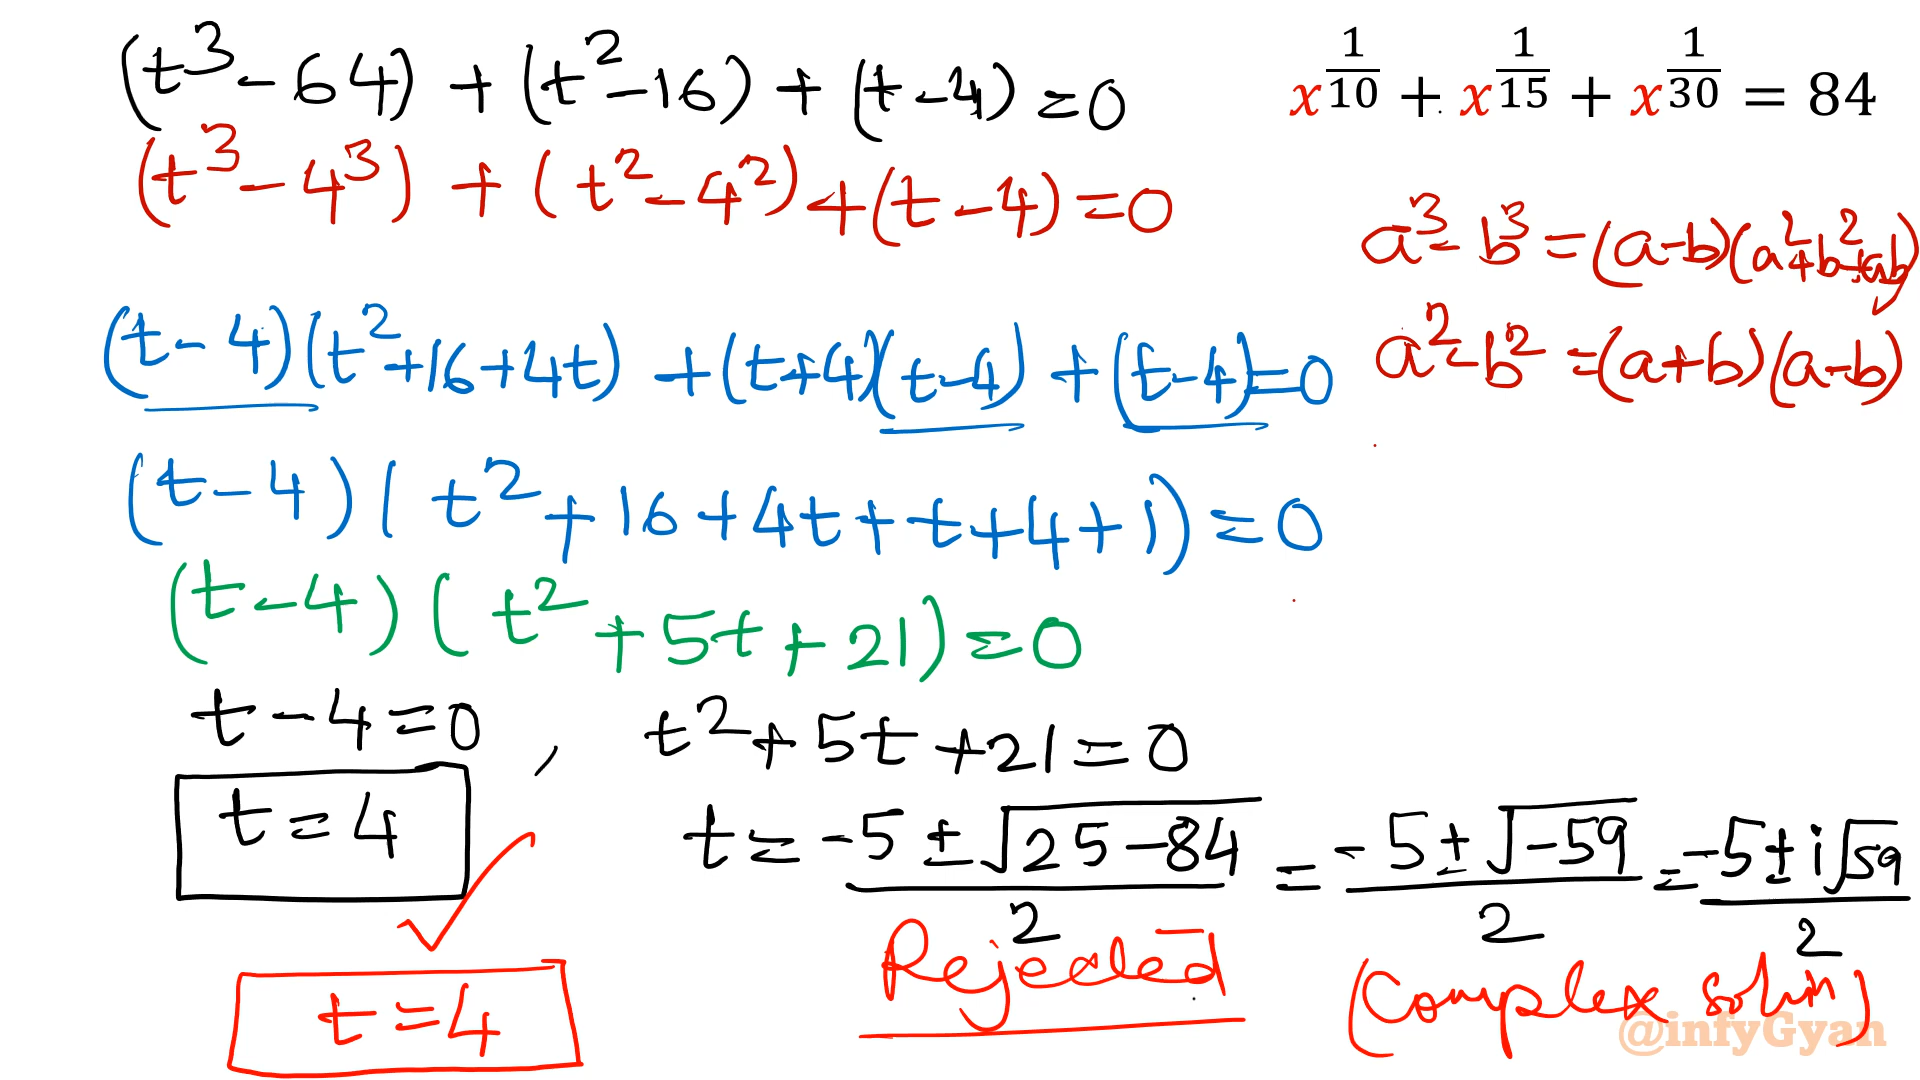 (t³ - 64) + (t² - 16) + (t - 4) = 0
x^(1/10) + x^(1/15) + x^(1/30) = 84
(t³ - 4³) + (t² - 4²) + (t - 4) = 0
a³ - b³ = (a - b)(a² + b² + ab)
a² - b² = (a + b)(a - b)
(t - 4)(t² + 16 + 4t) + (t + 4)(t - 4) + (t - 4) = 0
(t - 4)(t² + 16 + 4t + t + 4 + 1) = 0
(t - 4)(t² + 5t + 21) = 0
t - 4 = 0 , t² + 5t + 21 = 0
t = 4
t = (-5 ± √(25 - 84))/2 = (-5 ± √(-59))/2 = (-5 ± i√59)/2
Rejected
(Complex soln)
t = 4
@infyGyan